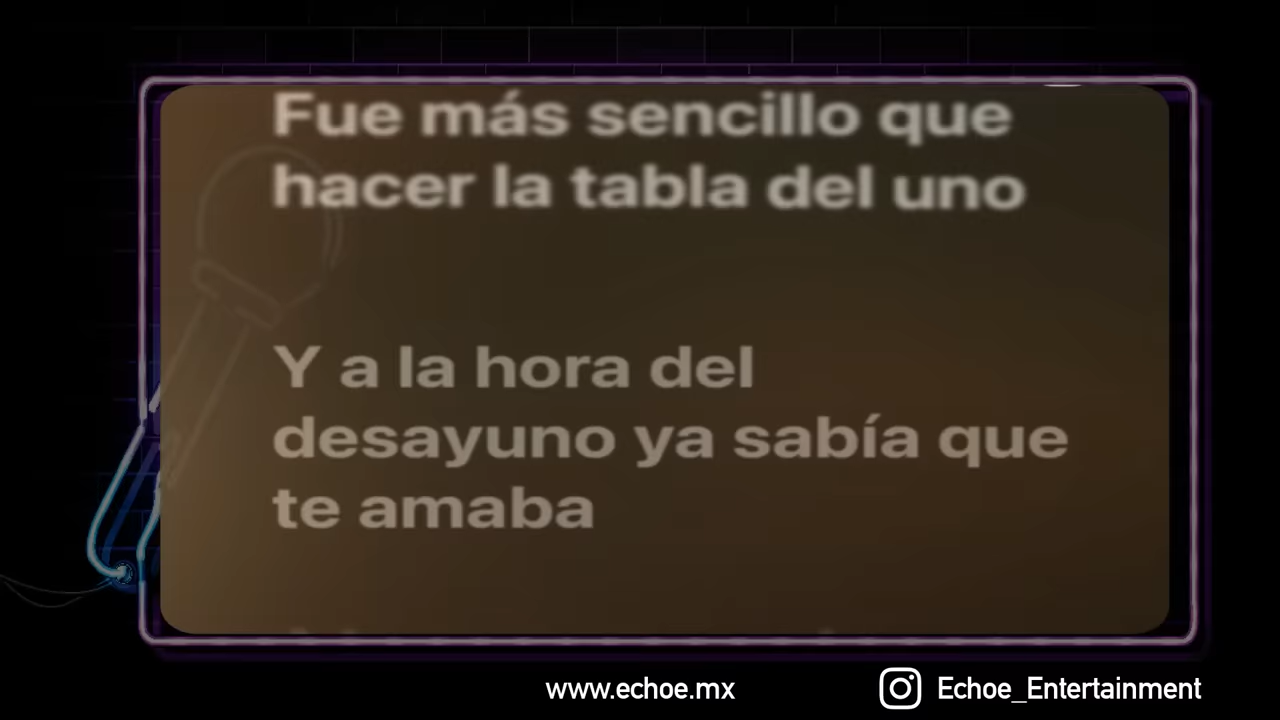 Fue más sencillo que
hacer la tabla del uno
Y a la hora del
desayuno ya sabía que
te amaba
www.echoe.mx
Echoe_Entertainment